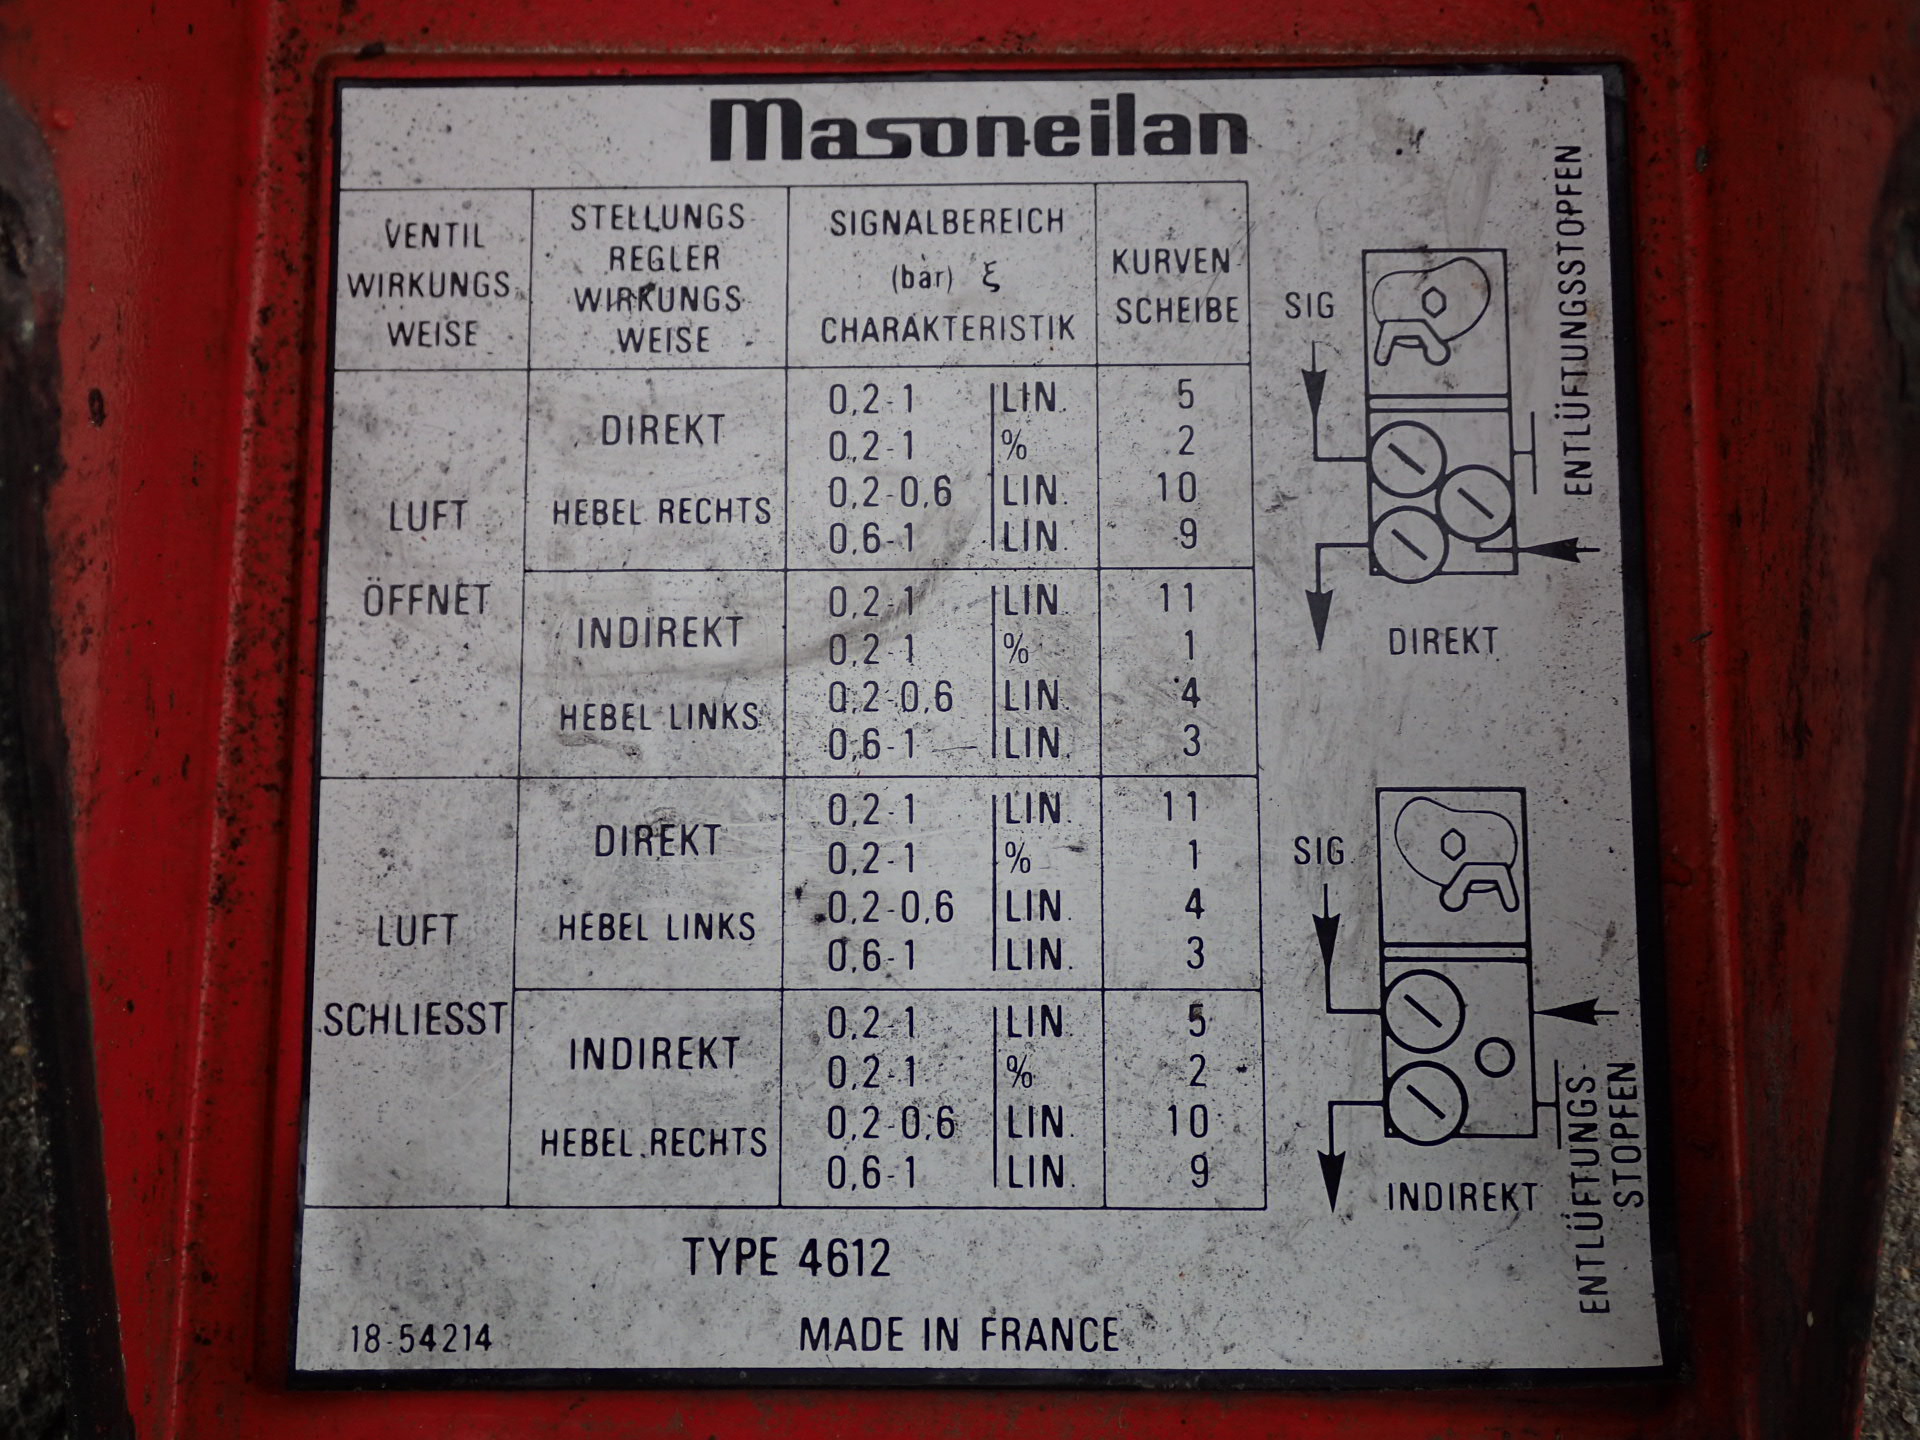 Masoneilan
VENTIL
WIRKUNGS
WEISE
STELLUNGS
REGLER
WIRKUNGS
WEISE
SIGNALBEREICH
(bar) ξ
CHARAKTERISTIK
KURVEN
SCHEIBE
LUFT
ÖFFNET
DIREKT
HEBEL RECHTS
0,2-1 LIN. 5
0,2-1 % 2
0,2-0,6 LIN. 10
0,6-1 LIN. 9
INDIREKT
HEBEL LINKS
0,2-1 LIN. 11
0,2-1 % 1
0,2-0,6 LIN. 4
0,6-1 LIN. 3
LUFT
SCHLIESST
DIREKT
HEBEL LINKS
0,2-1 LIN. 11
0,2-1 % 1
0,2-0,6 LIN. 4
0,6-1 LIN. 3
INDIREKT
HEBEL RECHTS
0,2-1 LIN. 5
0,2-1 % 2
0,2-0,6 LIN. 10
0,6-1 LIN. 9
SIG
ENTLÜFTUNGSSTOPFEN
DIREKT
SIG
ENTLÜFTUNGS-
STOPFEN
INDIREKT
TYPE 4612
18-54214
MADE IN FRANCE